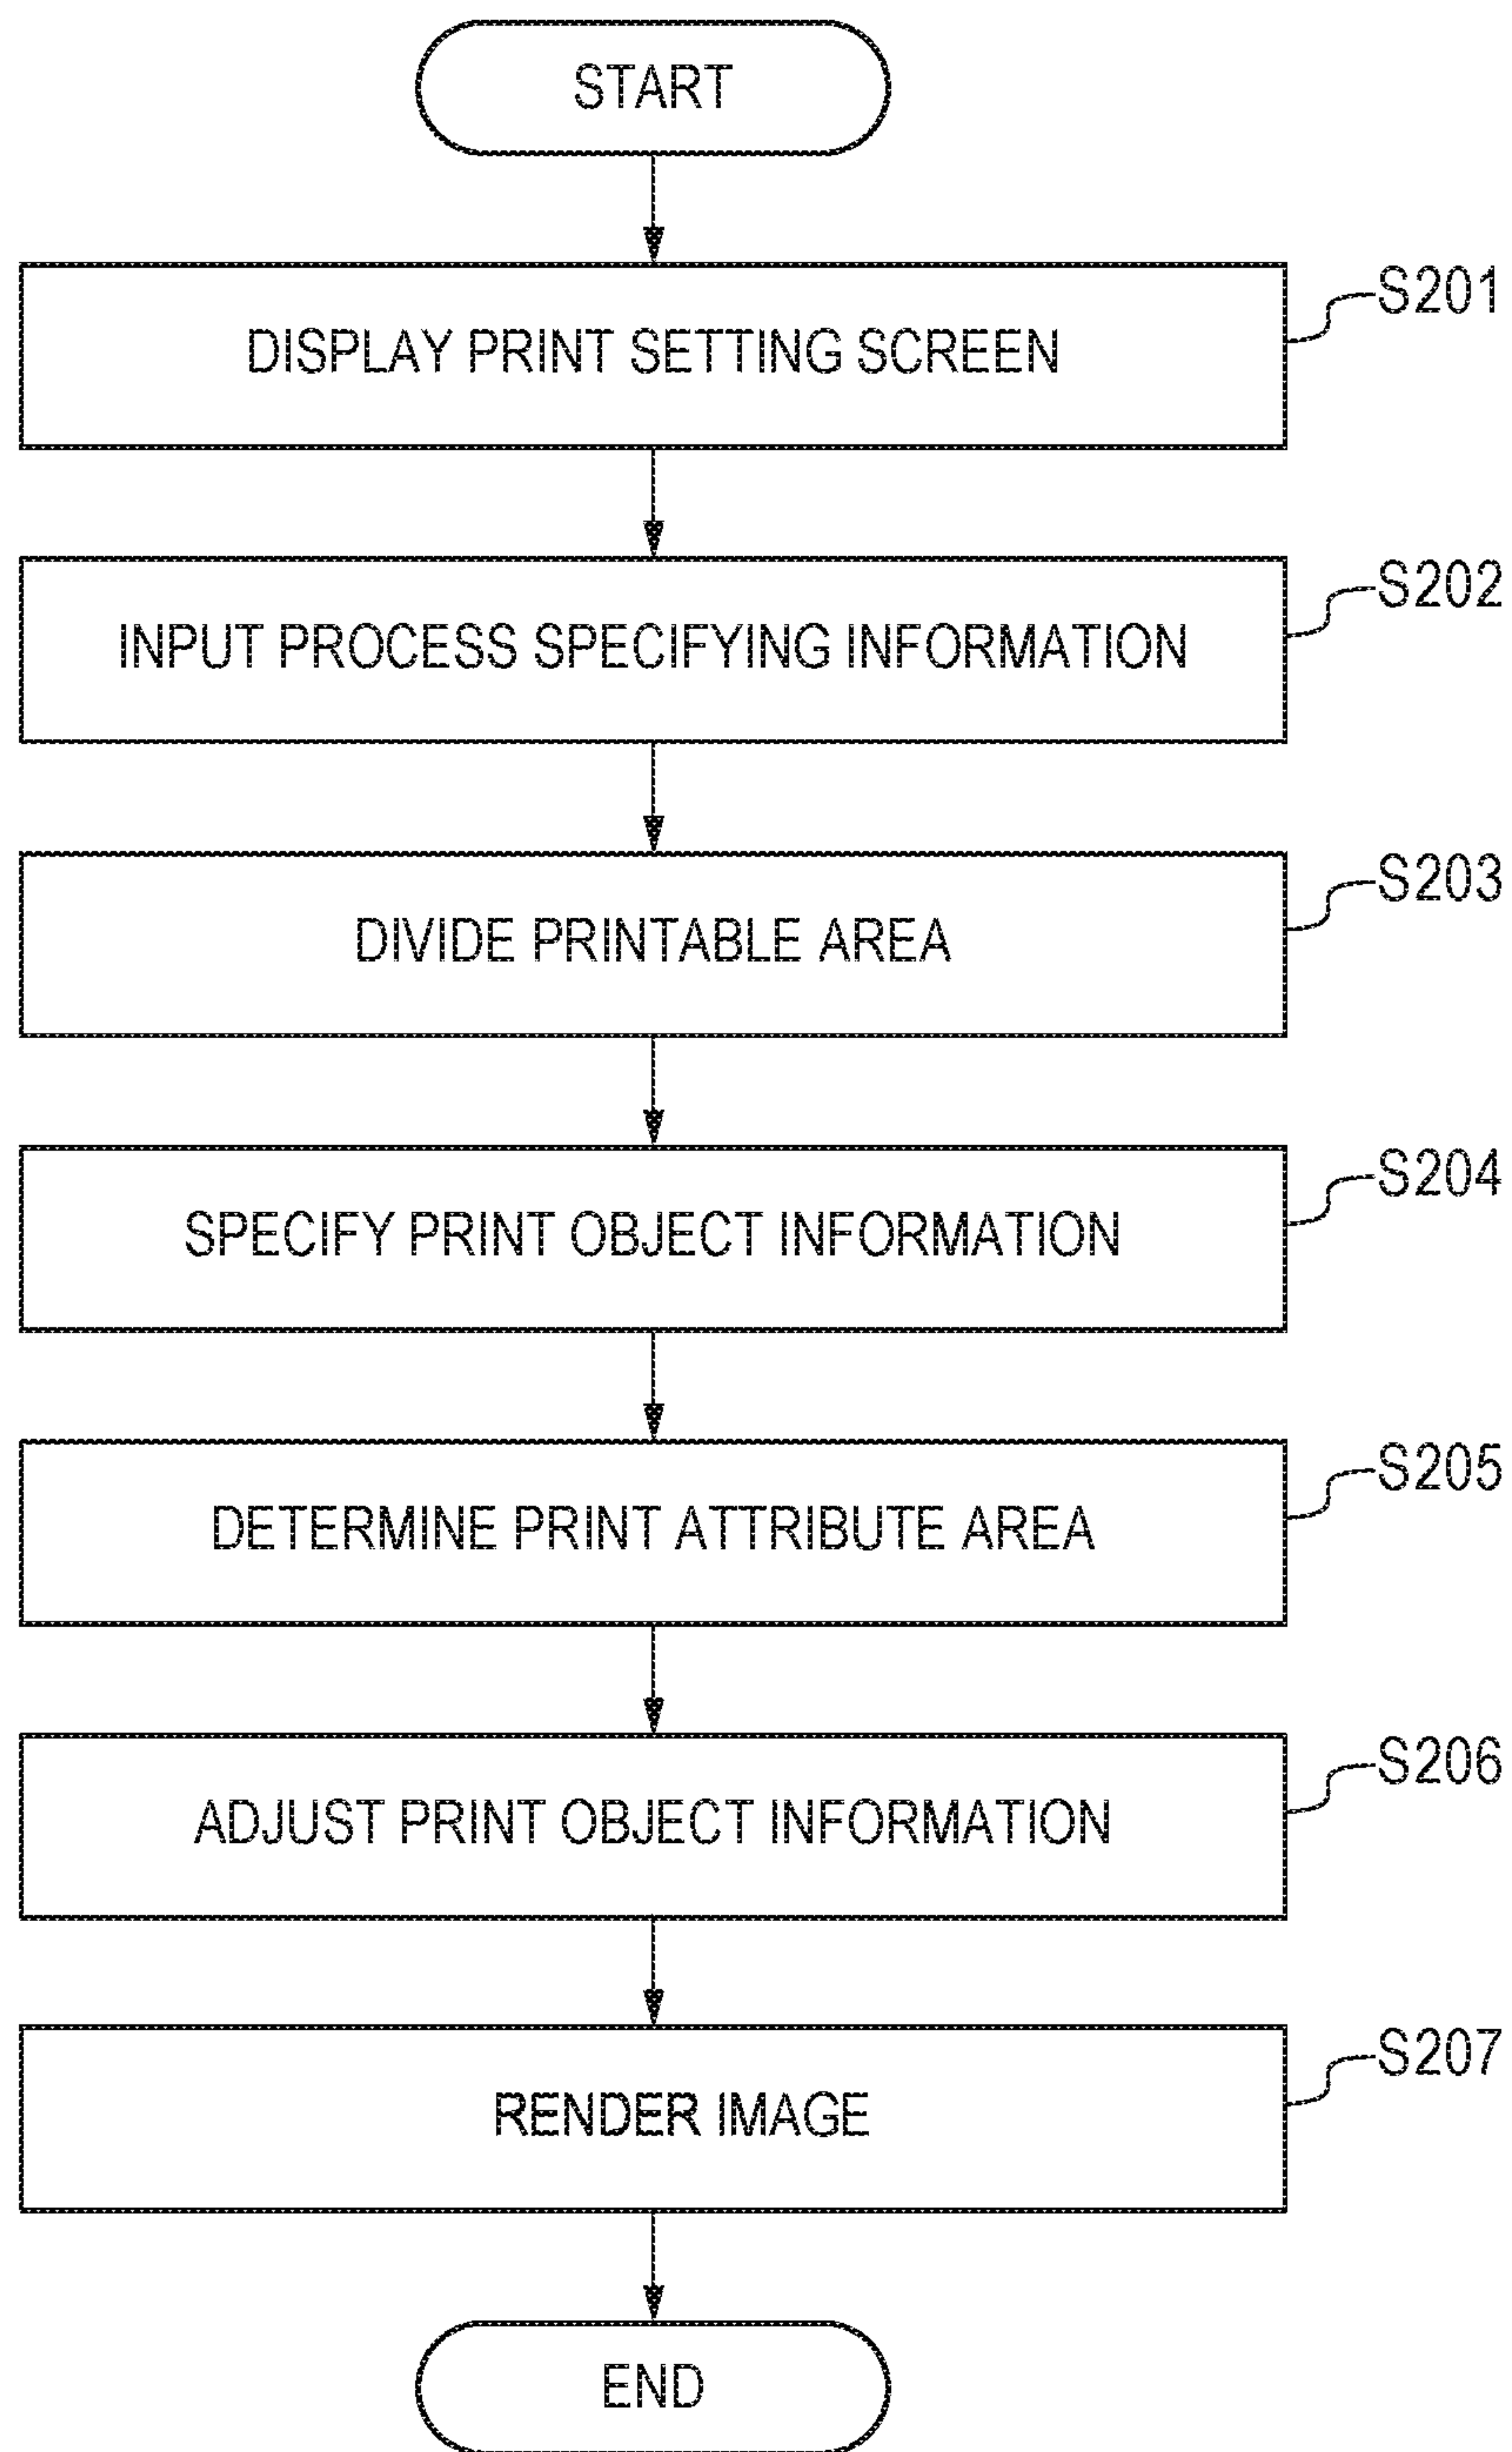 START
DISPLAY PRINT SETTING SCREEN
S201
INPUT PROCESS SPECIFYING INFORMATION
S202
DIVIDE PRINTABLE AREA
S203
SPECIFY PRINT OBJECT INFORMATION
S204
DETERMINE PRINT ATTRIBUTE AREA
S205
ADJUST PRINT OBJECT INFORMATION
S206
RENDER IMAGE
S207
END